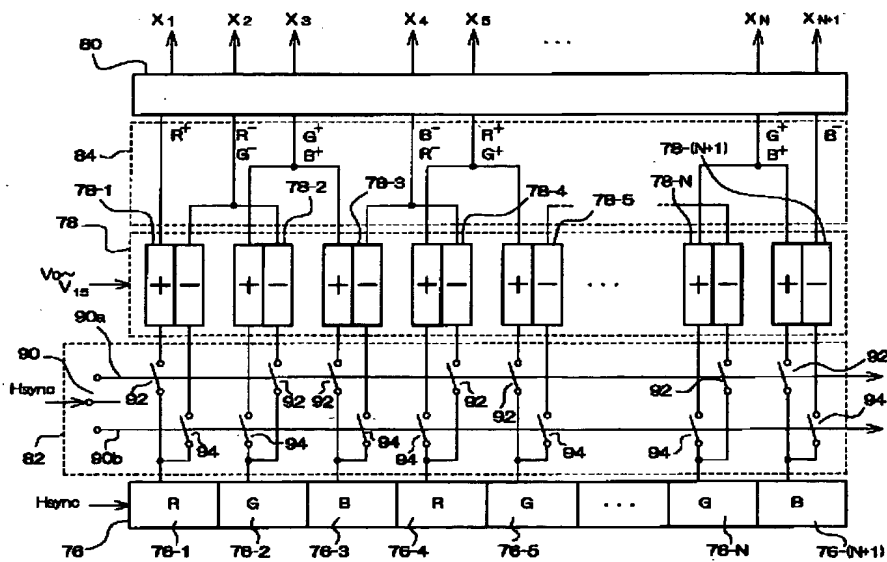 X1 X2 X3 X4 X5 ... XN XN+1
80
R+ R- G+ B- R+ G+ B-
G- B+ R- G+ B+
84
78-1 78-2 78-3 78-4 78-5 78-N 78-(N+1)
78
V0~V15
+ - + - + - + - + - ... + - + -
90a
90
Hsync
92 92 92 92 92 92 92
94 94 94 94 94 94
82
90b
Hsync
R G B R G ... G B
76 76-1 76-2 76-3 76-4 76-5 76-N 76-(N+1)